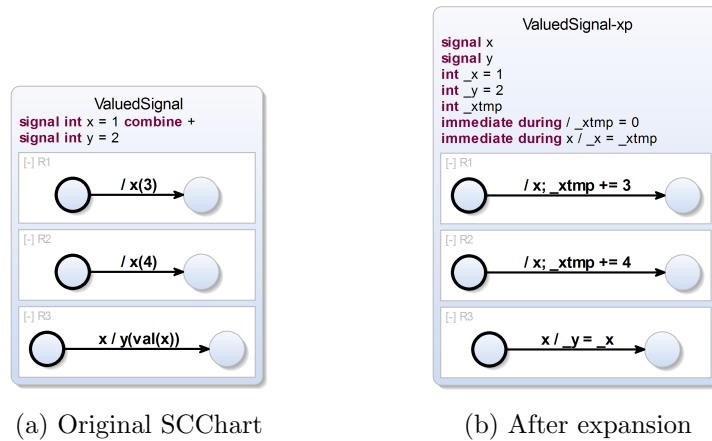 ValuedSignal
signal int x = 1 combine +
signal int y = 2
[-] R1
/ x(3)
[-] R2
/ x(4)
[-] R3
x / y(val(x))
(a) Original SCChart
ValuedSignal-xp
signal x
signal y
int _x = 1
int _y = 2
int _xtmp
immediate during / _xtmp = 0
immediate during x / _x = _xtmp
[-] R1
/ x; _xtmp += 3
[-] R2
/ x; _xtmp += 4
[-] R3
x / _y = _x
(b) After expansion